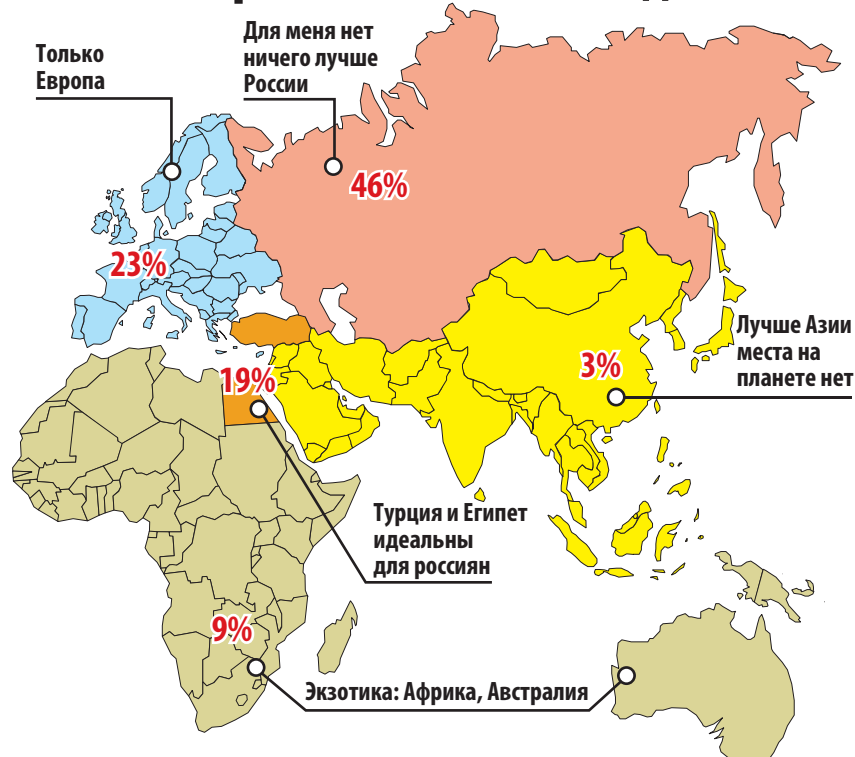 Только
Европа
Для меня нет
ничего лучше
России
46%
23%
Лучше Азии
места на
планете нет
3%
19%
Турция и Египет
идеальны
для россиян
9%
Экзотика: Африка, Австралия